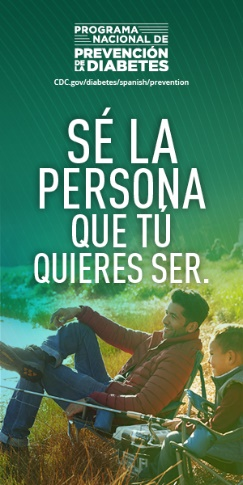 PROGRAMA
NACIONAL DE
PREVENCIÓN
DE LA DIABETES
CDC.gov/diabetes/spanish/prevention
SÉ LA
PERSONA
QUE TÚ
QUIERES SER.